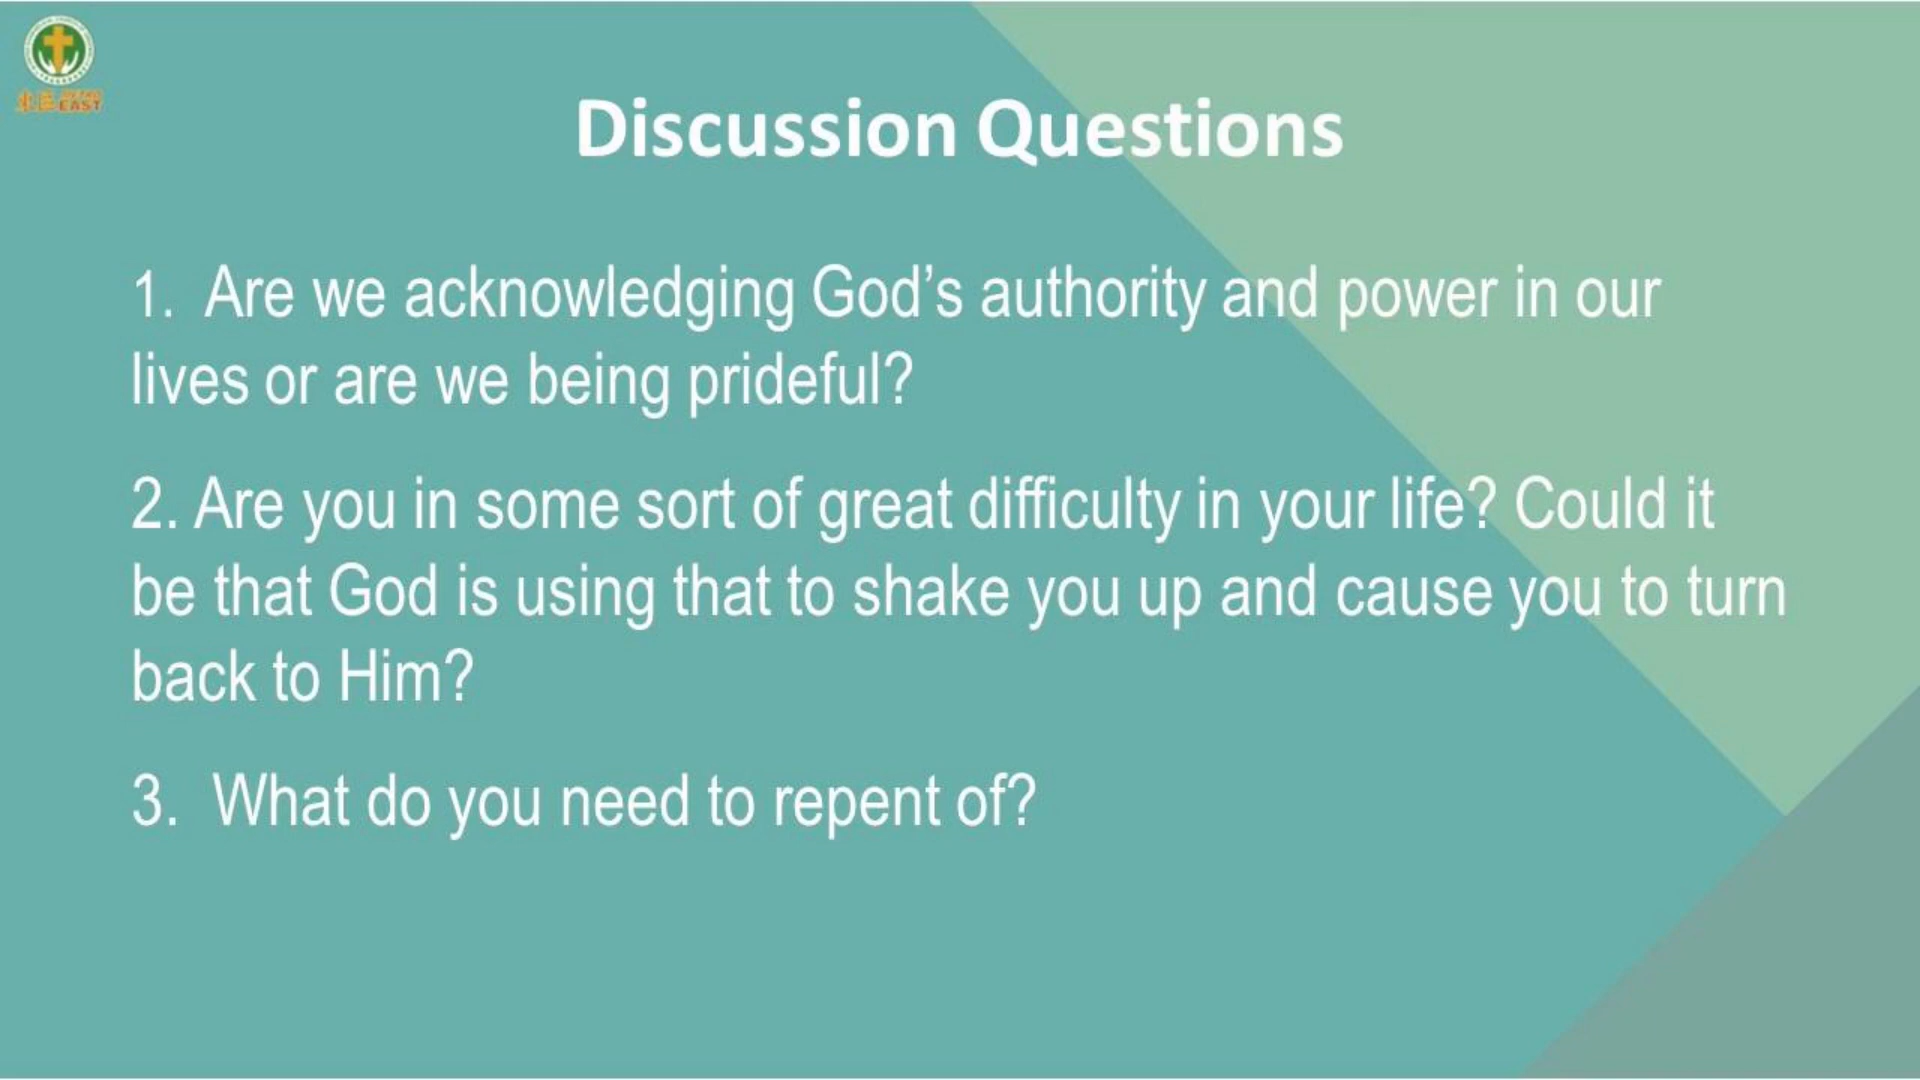 EAST
Discussion Questions
1. Are we acknowledging God’s authority and power in our
lives or are we being prideful?
2. Are you in some sort of great difficulty in your life? Could it
be that God is using that to shake you up and cause you to turn
back to Him?
3. What do you need to repent of?